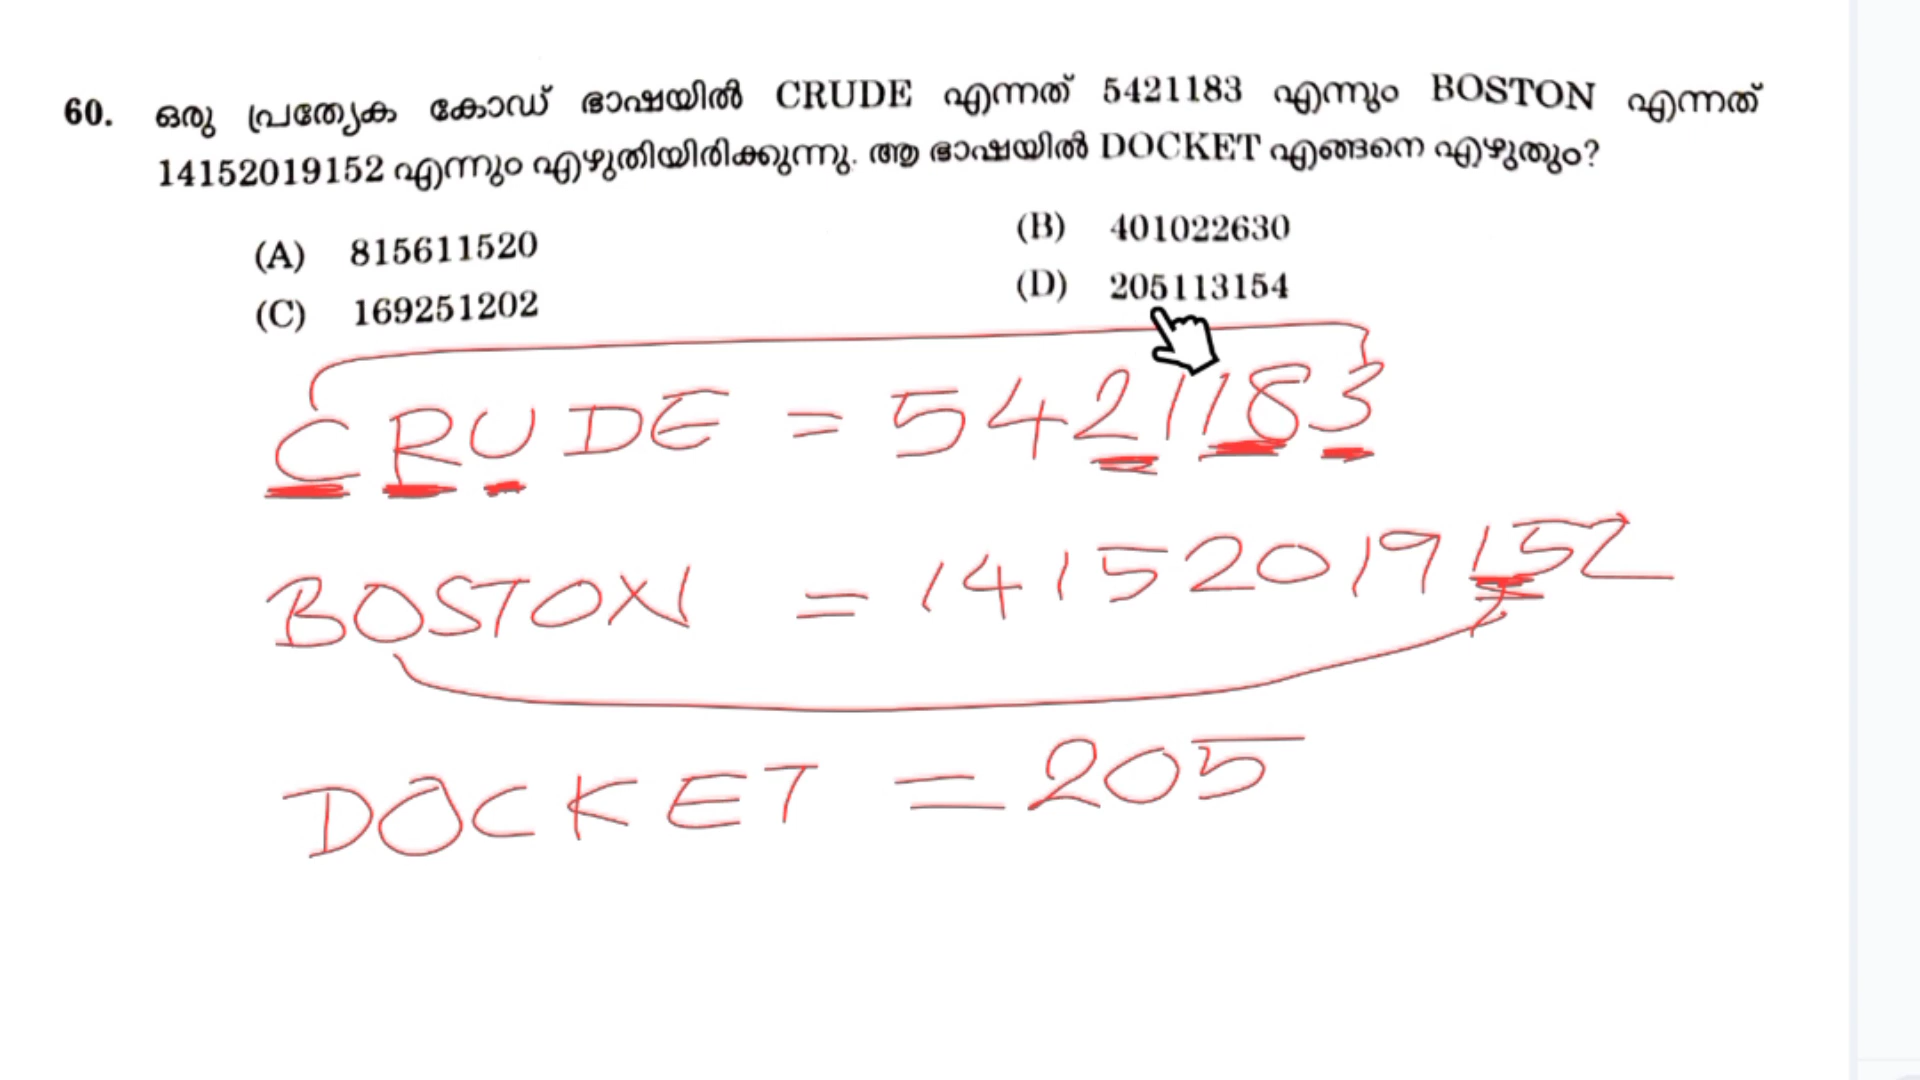 60. ഒരു പ്രത്യേക കോഡ് ഭാഷയിൽ CRUDE എന്നത് 5421183 എന്നും BOSTON എന്നത്
14152019152 എന്നും എഴുതിയിരിക്കുന്നു. ആ ഭാഷയിൽ DOCKET എങ്ങനെ എഴുതും?
(A) 815611520 (B) 401022630
(C) 169251202 (D) 205113154
CRUDE = 5421183
BOSTON = 14152019152
DOCKET = 205